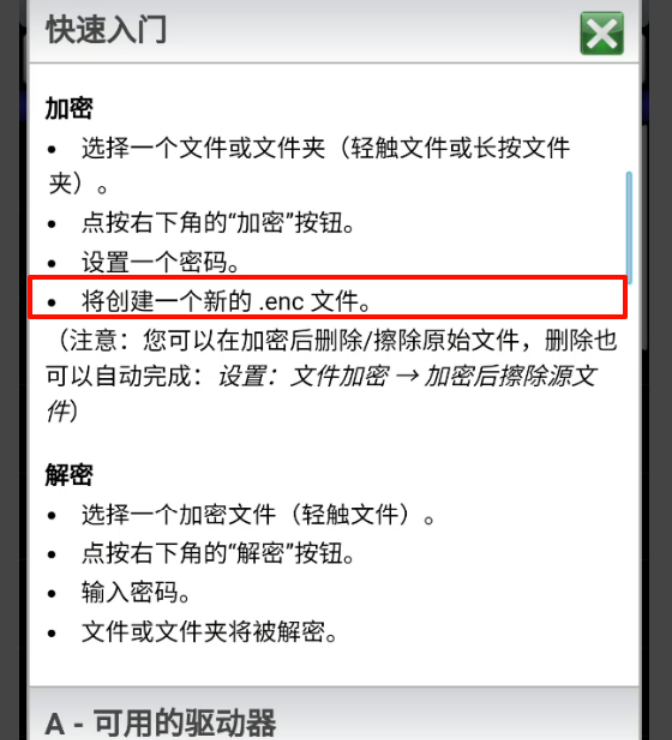 快速入门
加密
• 选择一个文件或文件夹（轻触文件或长按文件
夹）。
• 点按右下角的“加密”按钮。
• 设置一个密码。
• 将创建一个新的 .enc 文件。
（注意：您可以在加密后删除/擦除原始文件，删除也
可以自动完成：设置：文件加密 → 加密后擦除源文
件）
解密
• 选择一个加密文件（轻触文件）。
• 点按右下角的“解密”按钮。
• 输入密码。
• 文件或文件夹将被解密。
A - 可用的驱动器